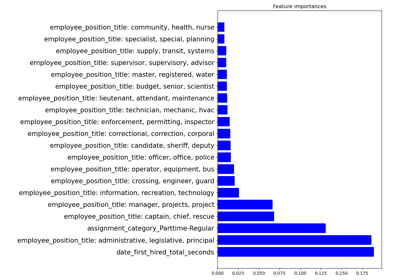 Feature importances
employee_position_title: community, health, nurse
employee_position_title: specialist, special, planning
employee_position_title: supply, transit, systems
employee_position_title: supervisor, supervisory, advisor
employee_position_title: master, registered, water
employee_position_title: budget, senior, scientist
employee_position_title: lieutenant, attendant, maintenance
employee_position_title: technician, mechanic, hvac
employee_position_title: enforcement, permitting, inspector
employee_position_title: correctional, correction, corporal
employee_position_title: candidate, sheriff, deputy
employee_position_title: officer, office, police
employee_position_title: operator, equipment, bus
employee_position_title: crossing, engineer, guard
employee_position_title: information, recreation, technology
employee_position_title: manager, projects, project
employee_position_title: captain, chief, rescue
assignment_category_Parttime-Regular
employee_position_title: administrative, legislative, principal
date_first_hired_total_seconds
0.000 0.025 0.050 0.075 0.100 0.125 0.150 0.175